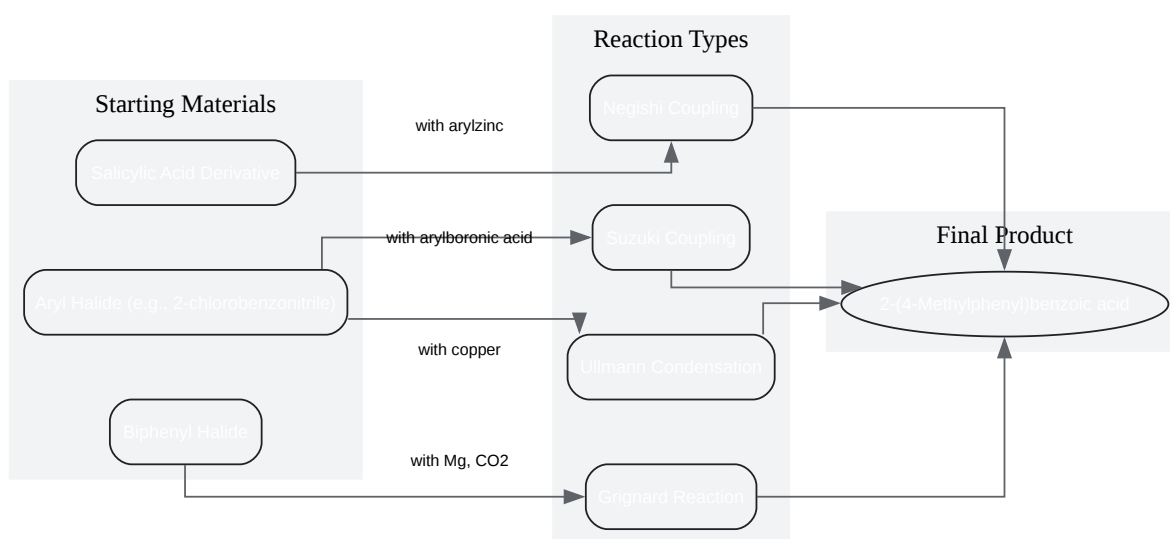 Starting Materials
Salicylic Acid Derivative
Aryl Halide (e.g., 2-chlorobenzonitrile)
Biphenyl Halide
with arylzinc
with arylboronic acid
with copper
with Mg, CO2
Reaction Types
Negishi Coupling
Suzuki Coupling
Ullmann Condensation
Grignard Reaction
Final Product
2-(4-Methylphenyl)benzoic acid